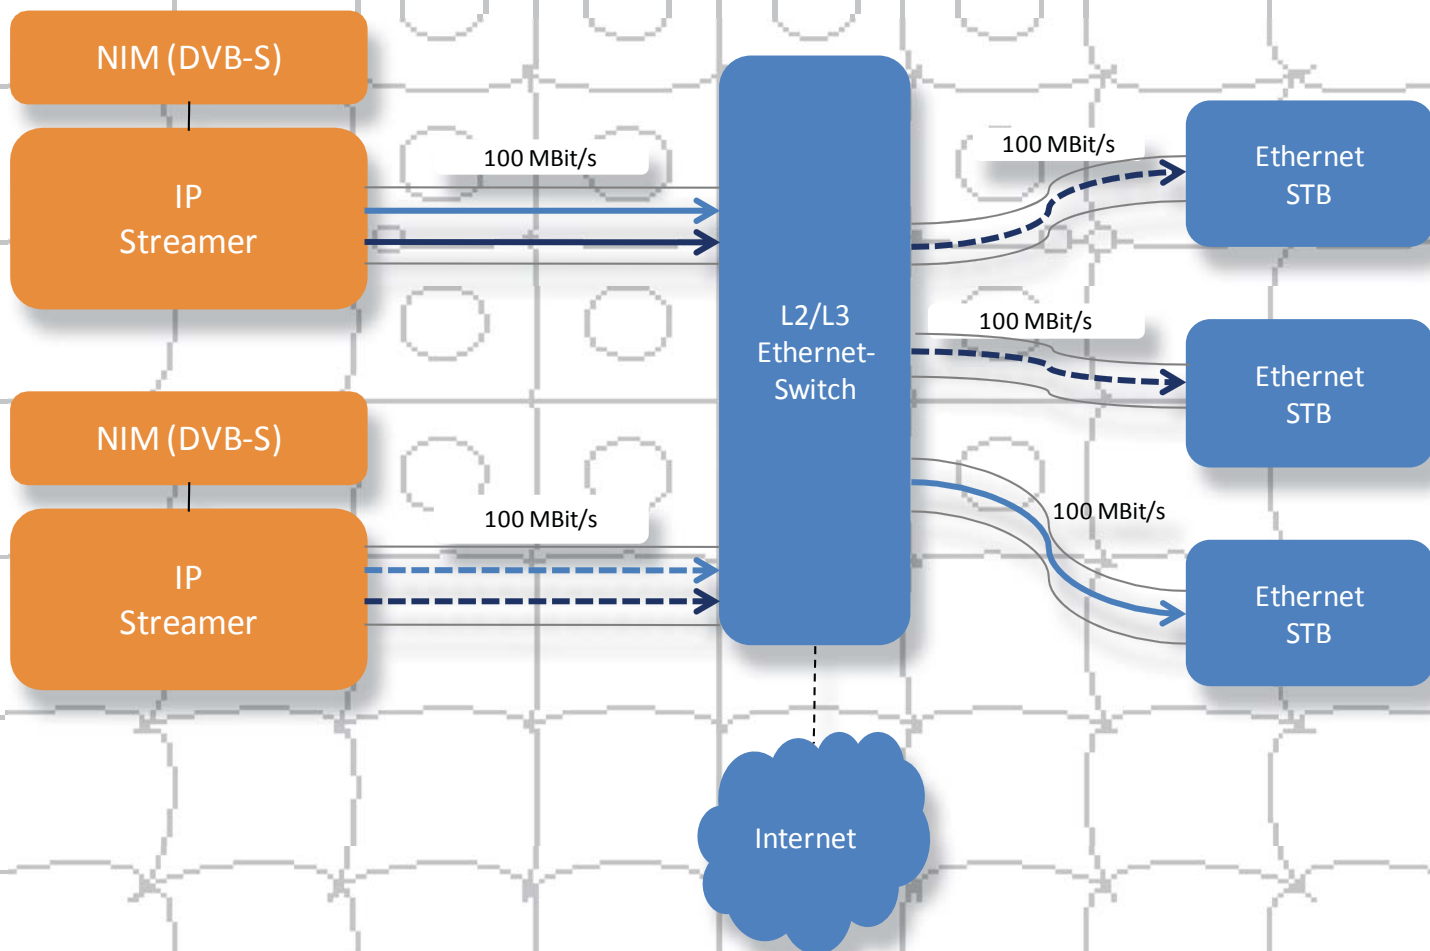 NIM (DVB-S)
IP
Streamer
100 MBit/s
NIM (DVB-S)
IP
Streamer
100 MBit/s
L2/L3
Ethernet-
Switch
100 MBit/s
Ethernet
STB
100 MBit/s
Ethernet
STB
100 MBit/s
Ethernet
STB
Internet